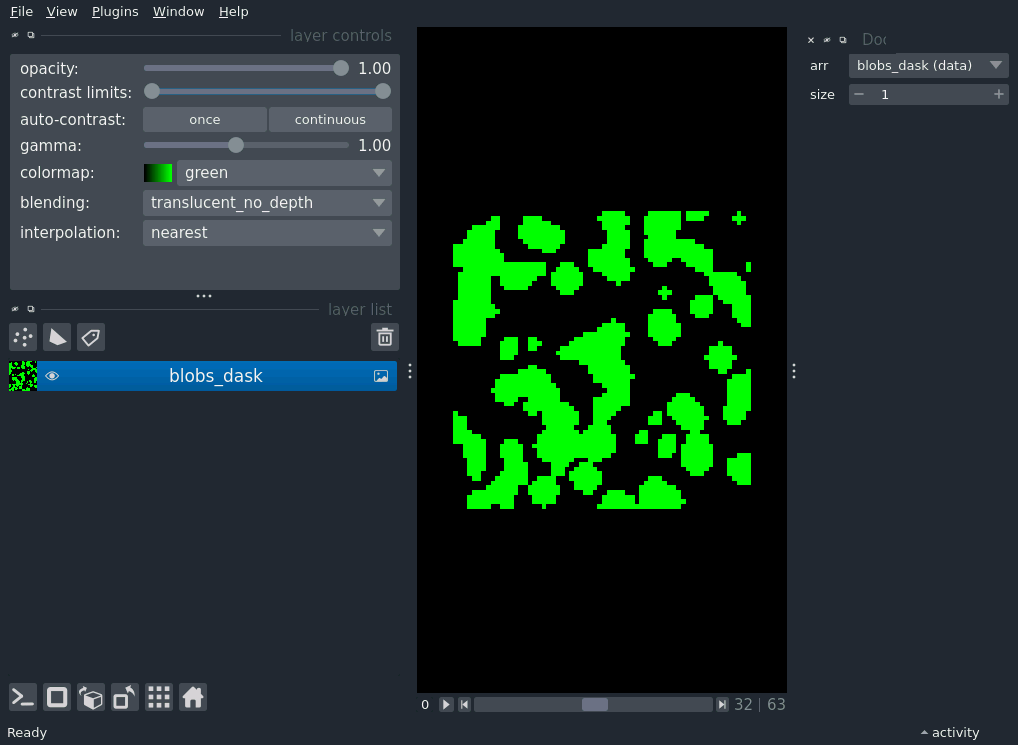 File View Plugins Window Help
layer controls
opacity: 1.00
contrast limits:
auto-contrast: once continuous
gamma: 1.00
colormap: green
blending: translucent_no_depth
interpolation: nearest
layer list
blobs_dask
arr blobs_dask (data)
size 1
0 32 | 63
Ready
activity